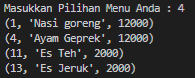 Masukkan Pilihan Menu Anda : 4
(1, 'Nasi goreng', 12000)
(4, 'Ayam Geprek', 12000)
(11, 'Es Teh', 2000)
(13, 'Es Jeruk', 2000)